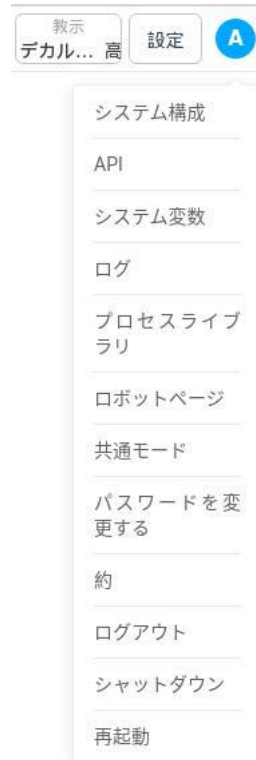 教示
デカル... 高
設定
A
システム構成
API
システム変数
ログ
プロセスライブ
ラリ
ロボットページ
共通モード
パスワードを変
更する
約
ログアウト
シャットダウン
再起動